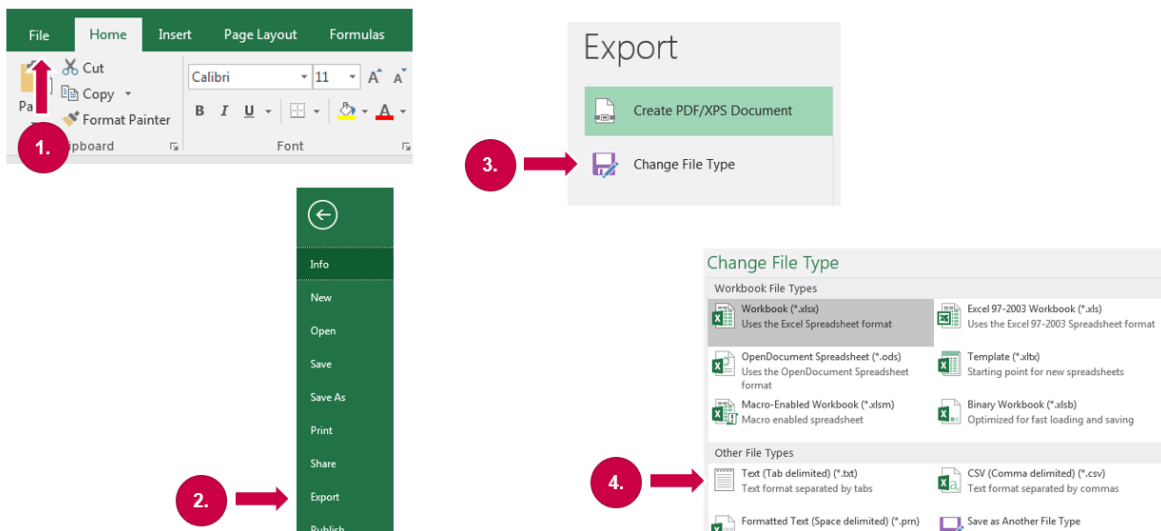 File Home Insert Page Layout Formulas
Cut
Calibri 11 A A
Copy
B I U A
Format Painter
1.
Font
Export
Create PDF/XPS Document
3.
Change File Type
Info
New
Open
Save
Save As
Print
Share
2.
Export
Publish
Change File Type
Workbook File Types
Workbook (*.xlsx)
Uses the Excel Spreadsheet format
Excel 97-2003 Workbook (*.xls)
Uses the Excel 97-2003 Spreadsheet format
OpenDocument Spreadsheet (*.ods)
Uses the OpenDocument Spreadsheet
format
Template (*.xltx)
Starting point for new spreadsheets
Macro-Enabled Workbook (*.xlsm)
Macro enabled spreadsheet
Binary Workbook (*.xlsb)
Optimized for fast loading and saving
Other File Types
4.
Text (Tab delimited) (*.txt)
Text format separated by tabs
CSV (Comma delimited) (*.csv)
Text format separated by commas
Formatted Text (Space delimited) (*.prn)
Save as Another File Type